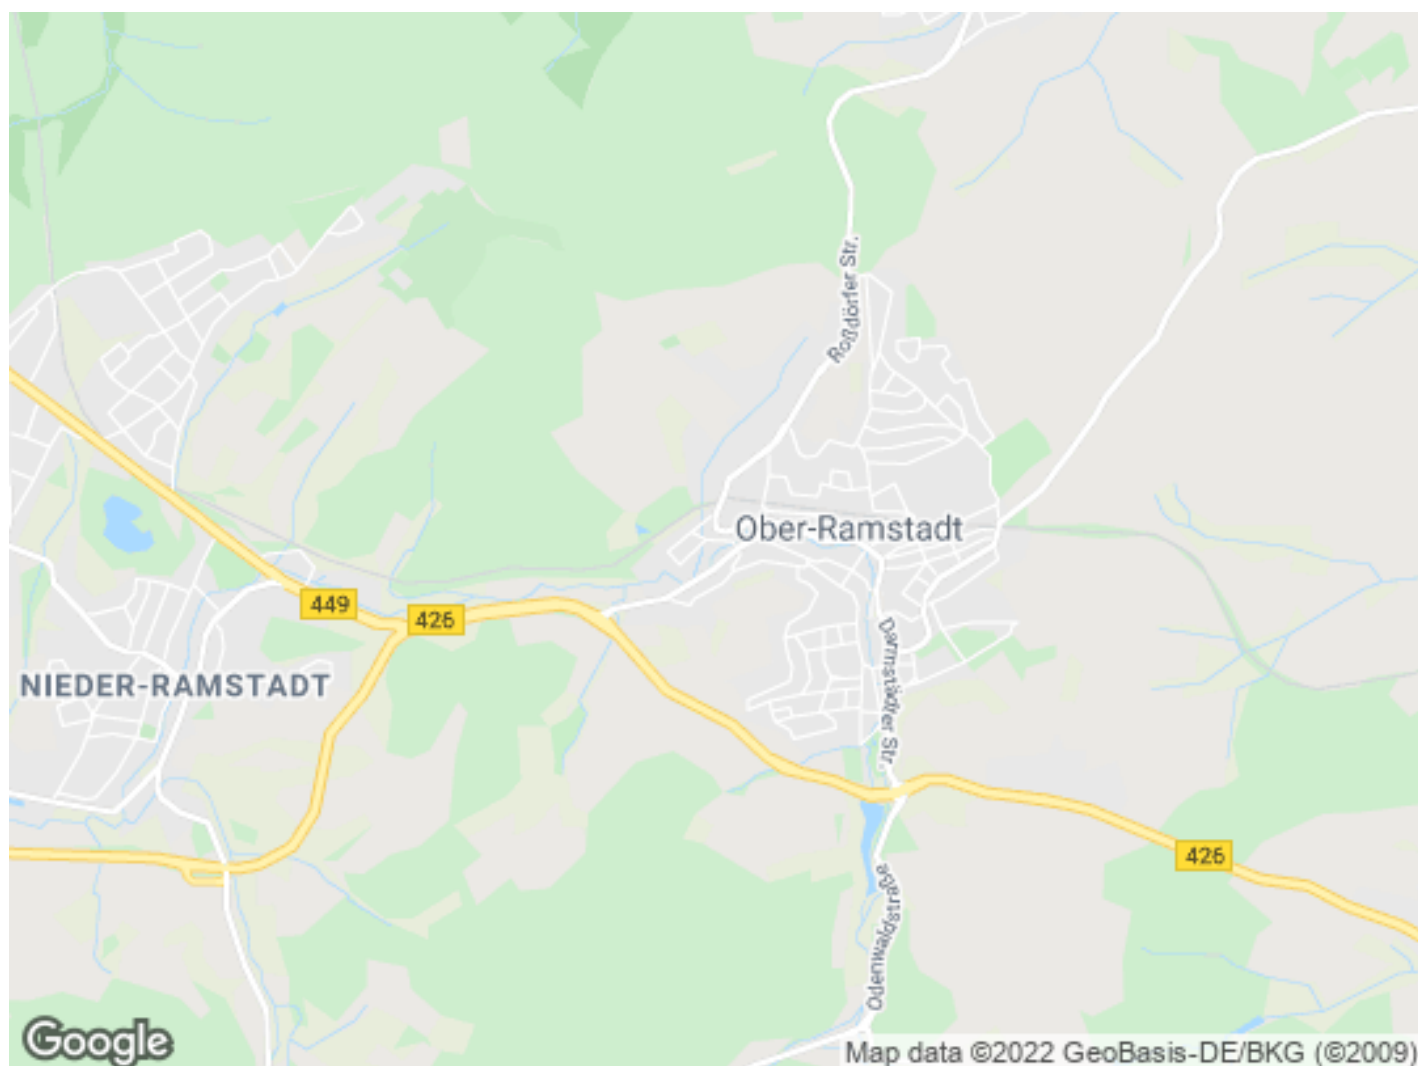 Roßdörfer Str.
Ober-Ramstadt
449
426
Darmstädter Str.
NIEDER-RAMSTADT
426
Odenwaldstraße
Google
Map data ©2022 GeoBasis-DE/BKG (©2009)